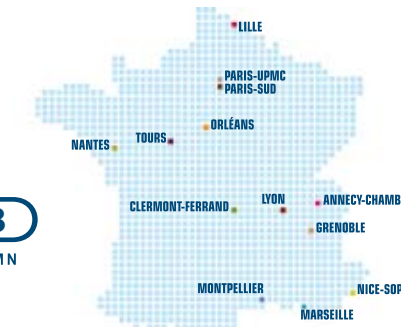 LILLE
PARIS-UPMC
PARIS-SUD
ORLÉANS
TOURS
NANTES
LYON
ANNECY-CHAMB
CLERMONT-FERRAND
GRENOBLE
MONTPELLIER
NICE-SOP
MARSEILLE